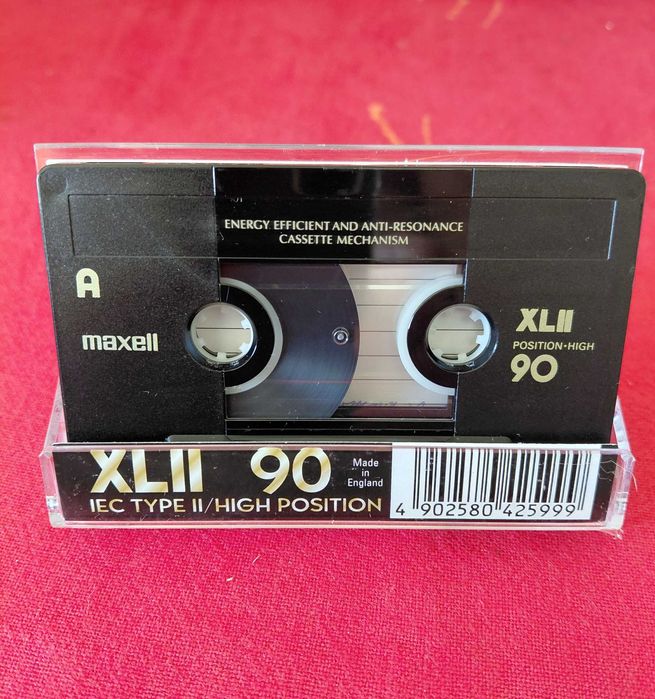 ENERGY EFFICIENT AND ANTI-RESONANCE
CASSETTE MECHANISM
A
maxell
XLII
POSITION·HIGH
90
XLII 90
Made
in
England
IEC TYPE II/HIGH POSITION
4 902580 425999